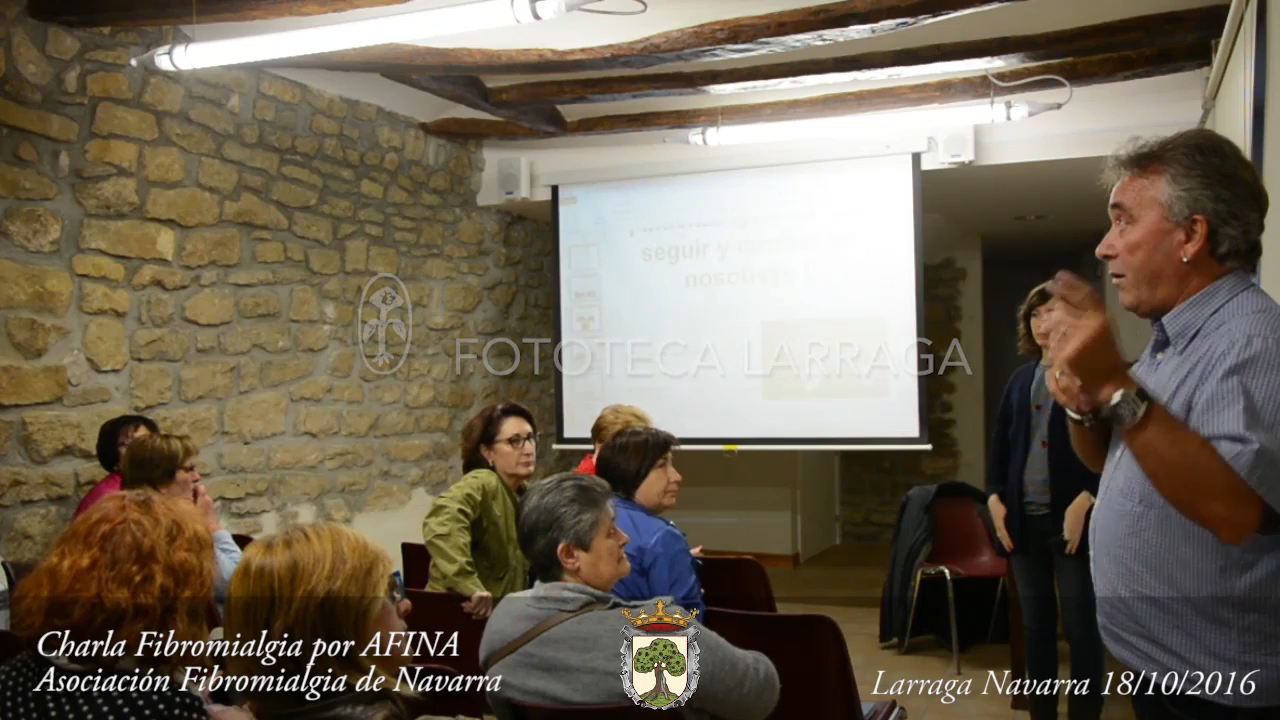 seguir y
FOTOTECA LARRAGA
Charla Fibromialgia por AFINA
Asociación Fibromialgia de Navarra
Larraga Navarra 18/10/2016